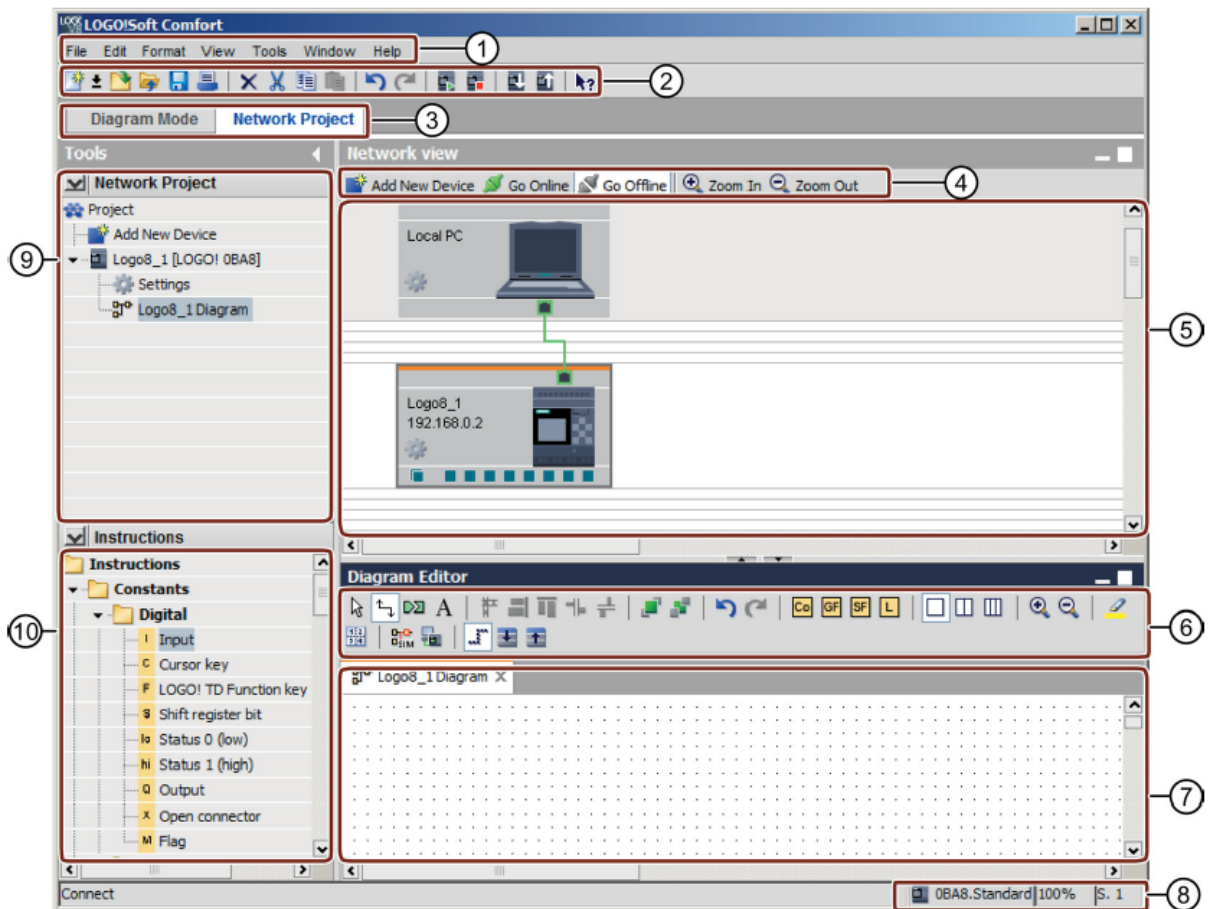 LOGO!Soft Comfort
File Edit Format View Tools Window Help
1
2
Diagram Mode Network Project
3
Tools
Network Project
Project
Add New Device
Logo8_1 [LOGO! 0BA8]
Settings
Logo8_1 Diagram
9
Network view
Add New Device Go Online Go Offline Zoom In Zoom Out
4
Local PC
Logo8_1
192.168.0.2
5
Instructions
Instructions
Constants
Digital
I Input
C Cursor key
F LOGO! TD Function key
S Shift register bit
lo Status 0 (low)
hi Status 1 (high)
Q Output
X Open connector
M Flag
10
Diagram Editor
A Co GF SF L
SIM
6
Logo8_1 Diagram X
7
Connect
0BA8.Standard 100% S. 1
8